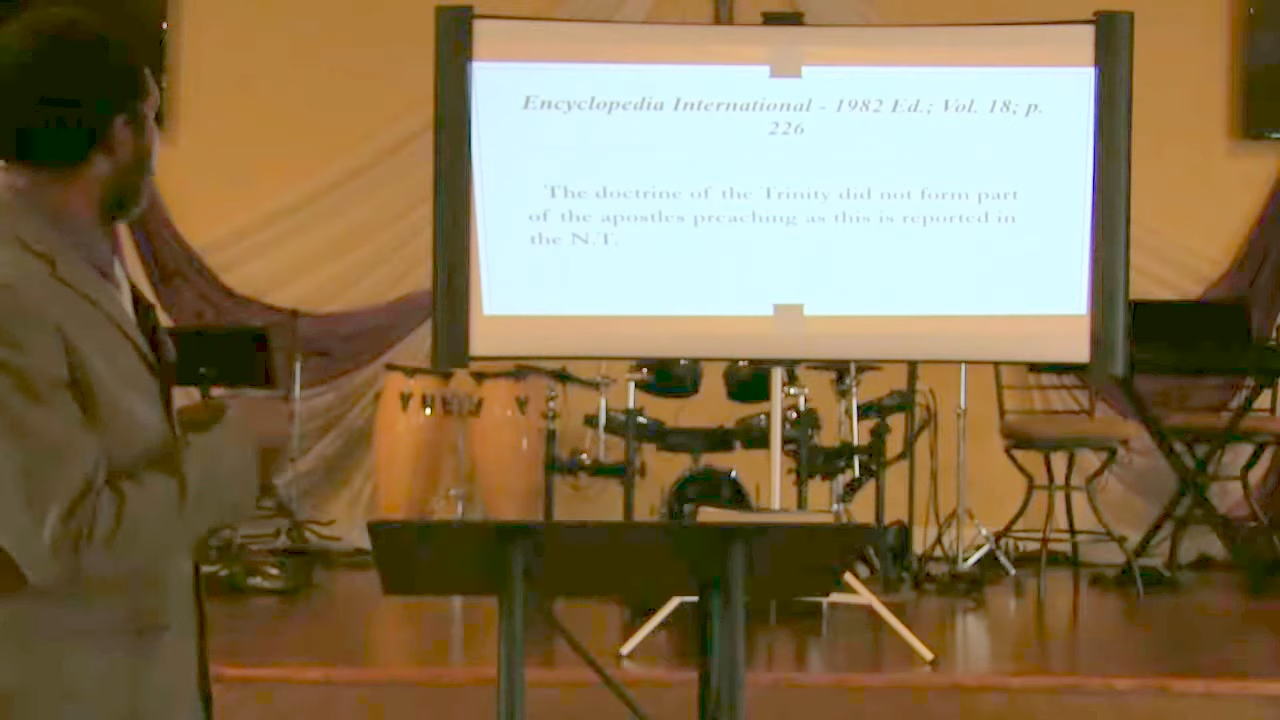 Encyclopedia International - 1982 Ed.; Vol. 18; p.
226
The doctrine of the Trinity did not form part
of the apostles preaching as this is reported in
the N.T.